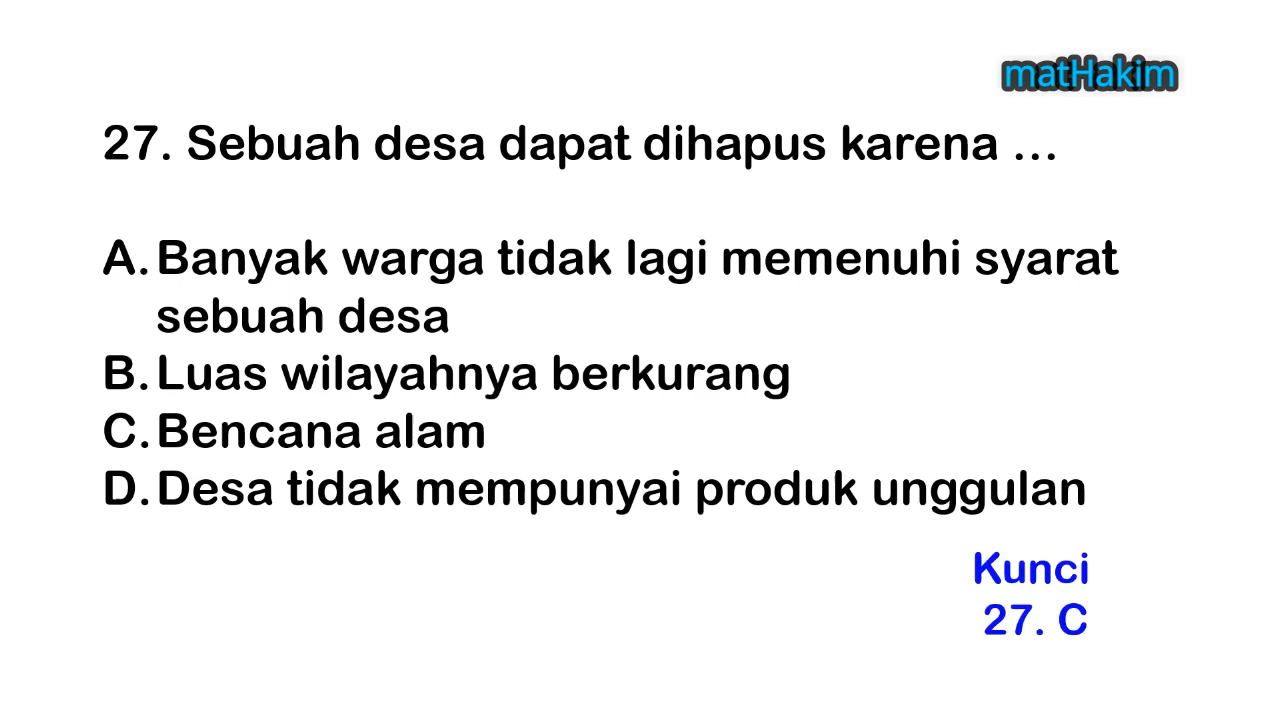 matHakim
27. Sebuah desa dapat dihapus karena ...
A. Banyak warga tidak lagi memenuhi syarat
sebuah desa
B. Luas wilayahnya berkurang
C. Bencana alam
D. Desa tidak mempunyai produk unggulan
Kunci
27. C